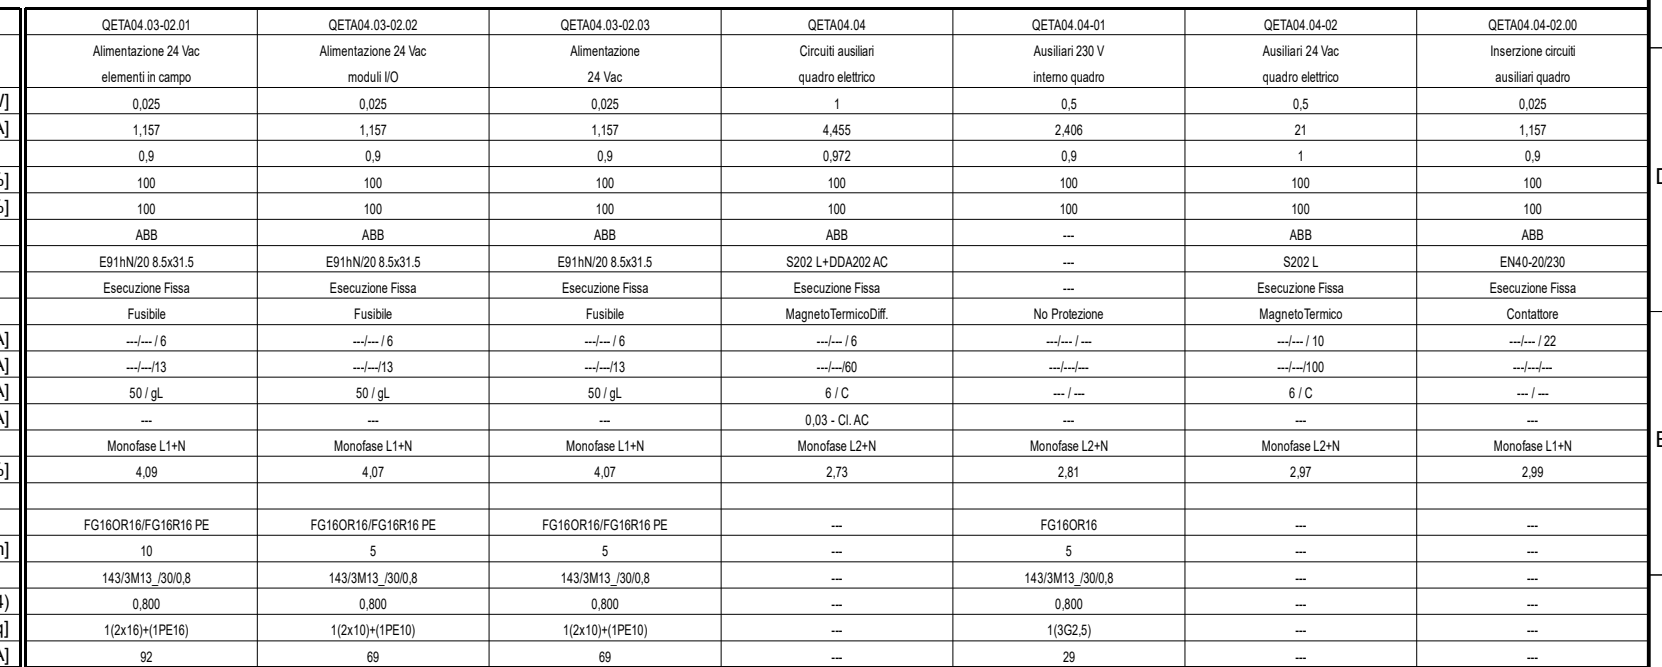 QETA04.03-02.01 QETA04.03-02.02 QETA04.03-02.03 QETA04.04 QETA04.04-01 QETA04.04-02 QETA04.04-02.00
Alimentazione 24 Vac Alimentazione 24 Vac Alimentazione Circuiti ausiliari Ausiliari 230 V Ausiliari 24 Vac Inserzione circuiti
elementi in campo moduli I/O 24 Vac quadro elettrico interno quadro quadro elettrico ausiliari quadro
0,025 0,025 0,025 1 0,5 0,5 0,025
A] 1,157 1,157 1,157 4,455 2,406 21 1,157
0,9 0,9 0,9 0,972 0,9 1 0,9
%] 100 100 100 100 100 100 100
%] 100 100 100 100 100 100 100
ABB ABB ABB ABB --- ABB ABB
E91hN/20 8.5x31.5 E91hN/20 8.5x31.5 E91hN/20 8.5x31.5 S202 L+DDA202 AC --- S202 L EN40-20/230
Esecuzione Fissa Esecuzione Fissa Esecuzione Fissa Esecuzione Fissa --- Esecuzione Fissa Esecuzione Fissa
Fusibile Fusibile Fusibile MagnetoTermicoDiff. No Protezione MagnetoTermico Contattore
A] ---/--- / 6 ---/--- / 6 ---/--- / 6 ---/--- / 6 ---/--- / --- ---/--- / 10 ---/--- / 22
A] ---/---/13 ---/---/13 ---/---/13 ---/---/60 ---/---/--- ---/---/100 ---/---/---
A] 50 / gL 50 / gL 50 / gL 6 / C --- / --- 6 / C --- / ---
A] --- --- --- 0,03 - Cl. AC --- --- ---
Monofase L1+N Monofase L1+N Monofase L1+N Monofase L2+N Monofase L2+N Monofase L2+N Monofase L1+N
%] 4,09 4,07 4,07 2,73 2,81 2,97 2,99
FG16OR16/FG16R16 PE FG16OR16/FG16R16 PE FG16OR16/FG16R16 PE --- FG16OR16 --- ---
10 5 5 --- 5 --- ---
143/3M13_/30/0,8 143/3M13_/30/0,8 143/3M13_/30/0,8 --- 143/3M13_/30/0,8 --- ---
4) 0,800 0,800 0,800 --- 0,800 --- ---
1(2x16)+(1PE16) 1(2x10)+(1PE10) 1(2x10)+(1PE10) --- 1(3G2,5) --- ---
A] 92 69 69 --- 29 --- ---